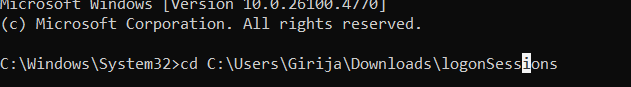 Microsoft Windows [Version 10.0.26100.4770]
(c) Microsoft Corporation. All rights reserved.
C:\Windows\System32>cd C:\Users\Girija\Downloads\logonSessions